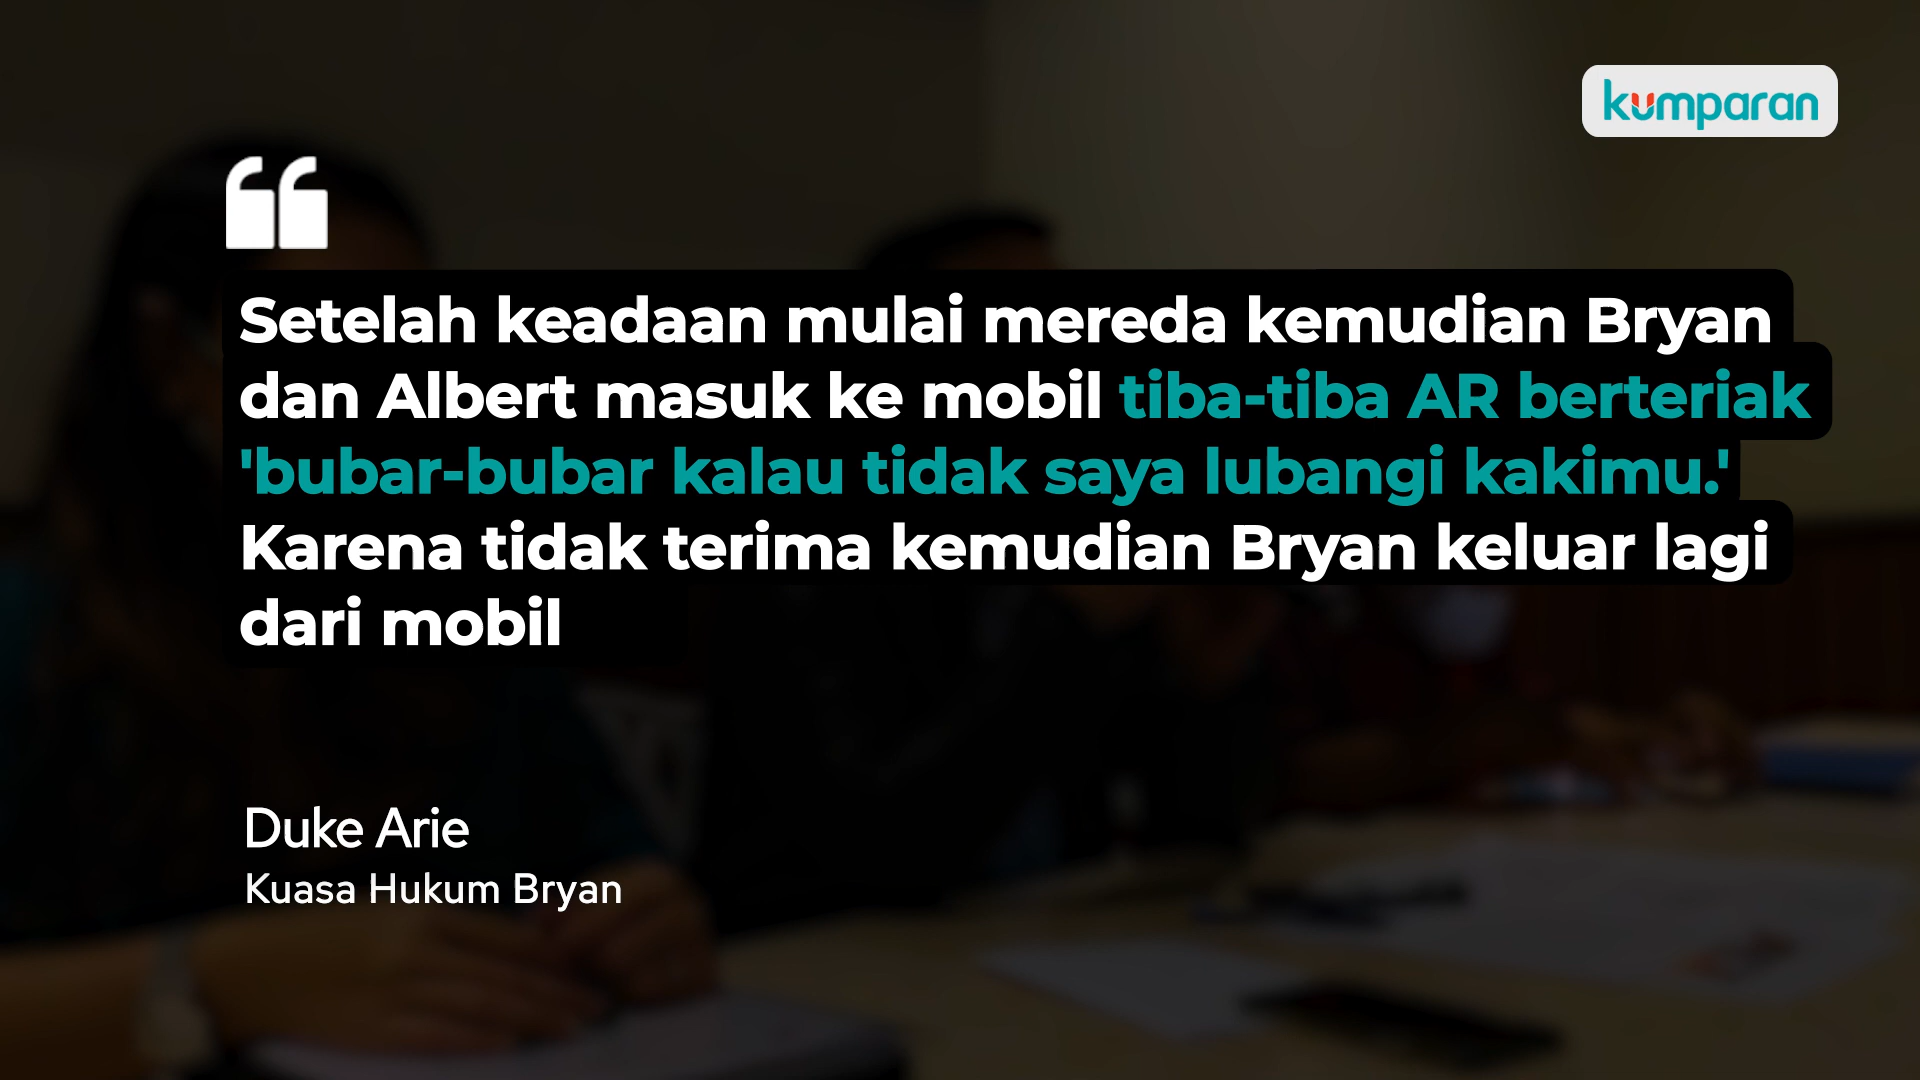 kumparan
“
Setelah keadaan mulai mereda kemudian Bryan
dan Albert masuk ke mobil tiba-tiba AR berteriak
'bubar-bubar kalau tidak saya lubangi kakimu.'
Karena tidak terima kemudian Bryan keluar lagi
dari mobil
Duke Arie
Kuasa Hukum Bryan